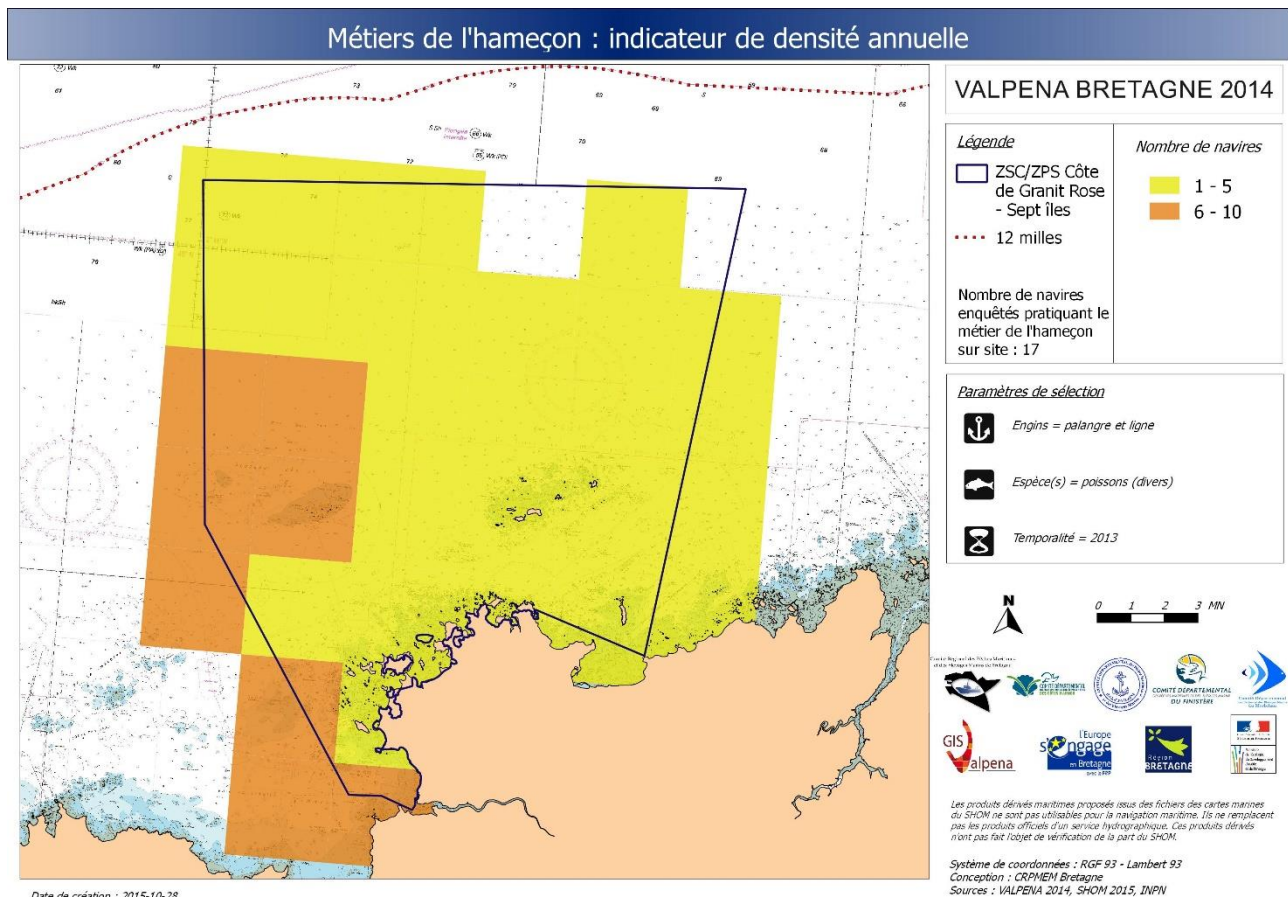 Métiers de l'hameçon : indicateur de densité annuelle
VALPENA BRETAGNE 2014
Légende
ZSC/ZPS Côte
de Granit Rose
- Sept îles
12 milles
Nombre de navires
enquêtés pratiquant le
métier de l'hameçon
sur site : 17
Nombre de navires
1 - 5
6 - 10
Paramètres de sélection
Engins = palangre et ligne
Espèce(s) = poissons (divers)
Temporalité = 2013
N
0 1 2 3 MN
COMITÉ DÉPARTEMENTAL
DU FINISTÈRE
GIS
Valpena
l'Europe
s'engage
en Bretagne
Région
BRETAGNE
Les produits dérivés maritimes proposés issus des fichiers des cartes marines
du SHOM ne sont pas utilisables pour la navigation maritime. Ils ne remplacent
pas les produits officiels d'un service hydrographique. Ces produits dérivés
n'ont pas fait l'objet de vérification de la part du SHOM.
Système de coordonnées : RGF 93 - Lambert 93
Conception : CRPMEM Bretagne
Sources : VALPENA 2014, SHOM 2015, INPN
Date de création : 2015-10-28